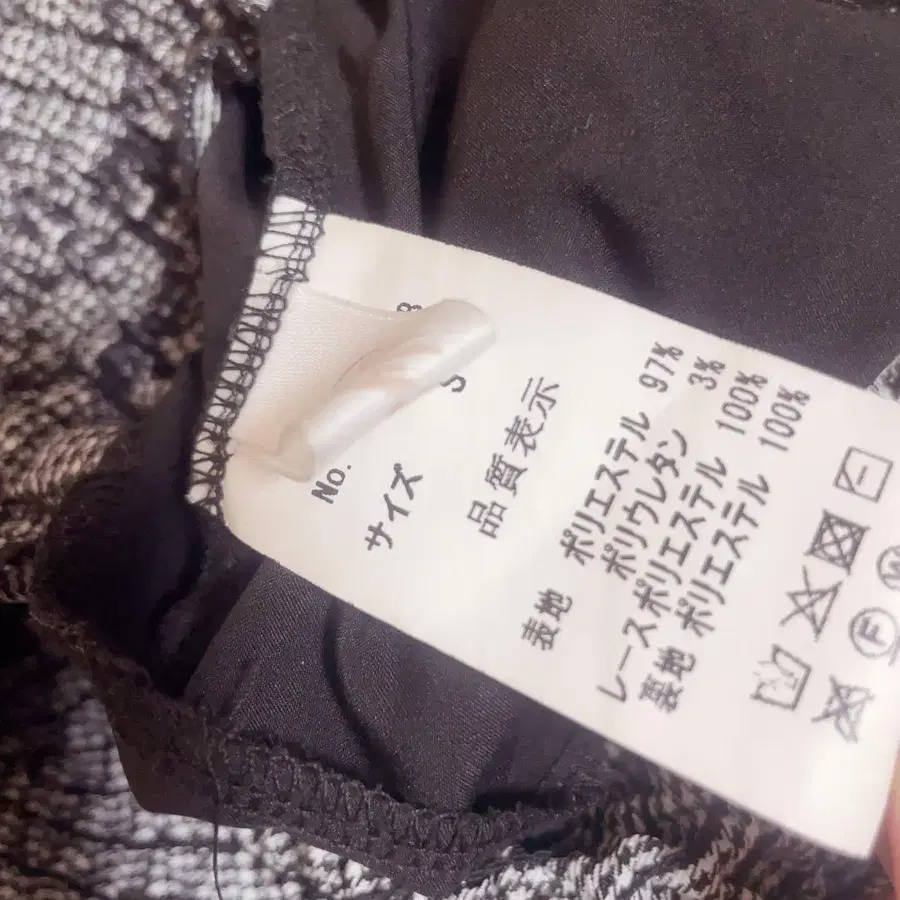 No.
サイズ S
品質表示
表地 ポリエステル 97%
ポリウレタン 3%
レースポリエステル 100%
裏地 ポリエステル 100%
F W